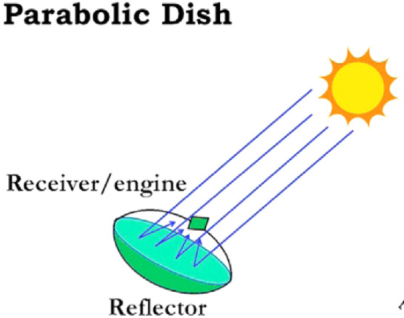 Parabolic Dish
Receiver/engine
Reflector